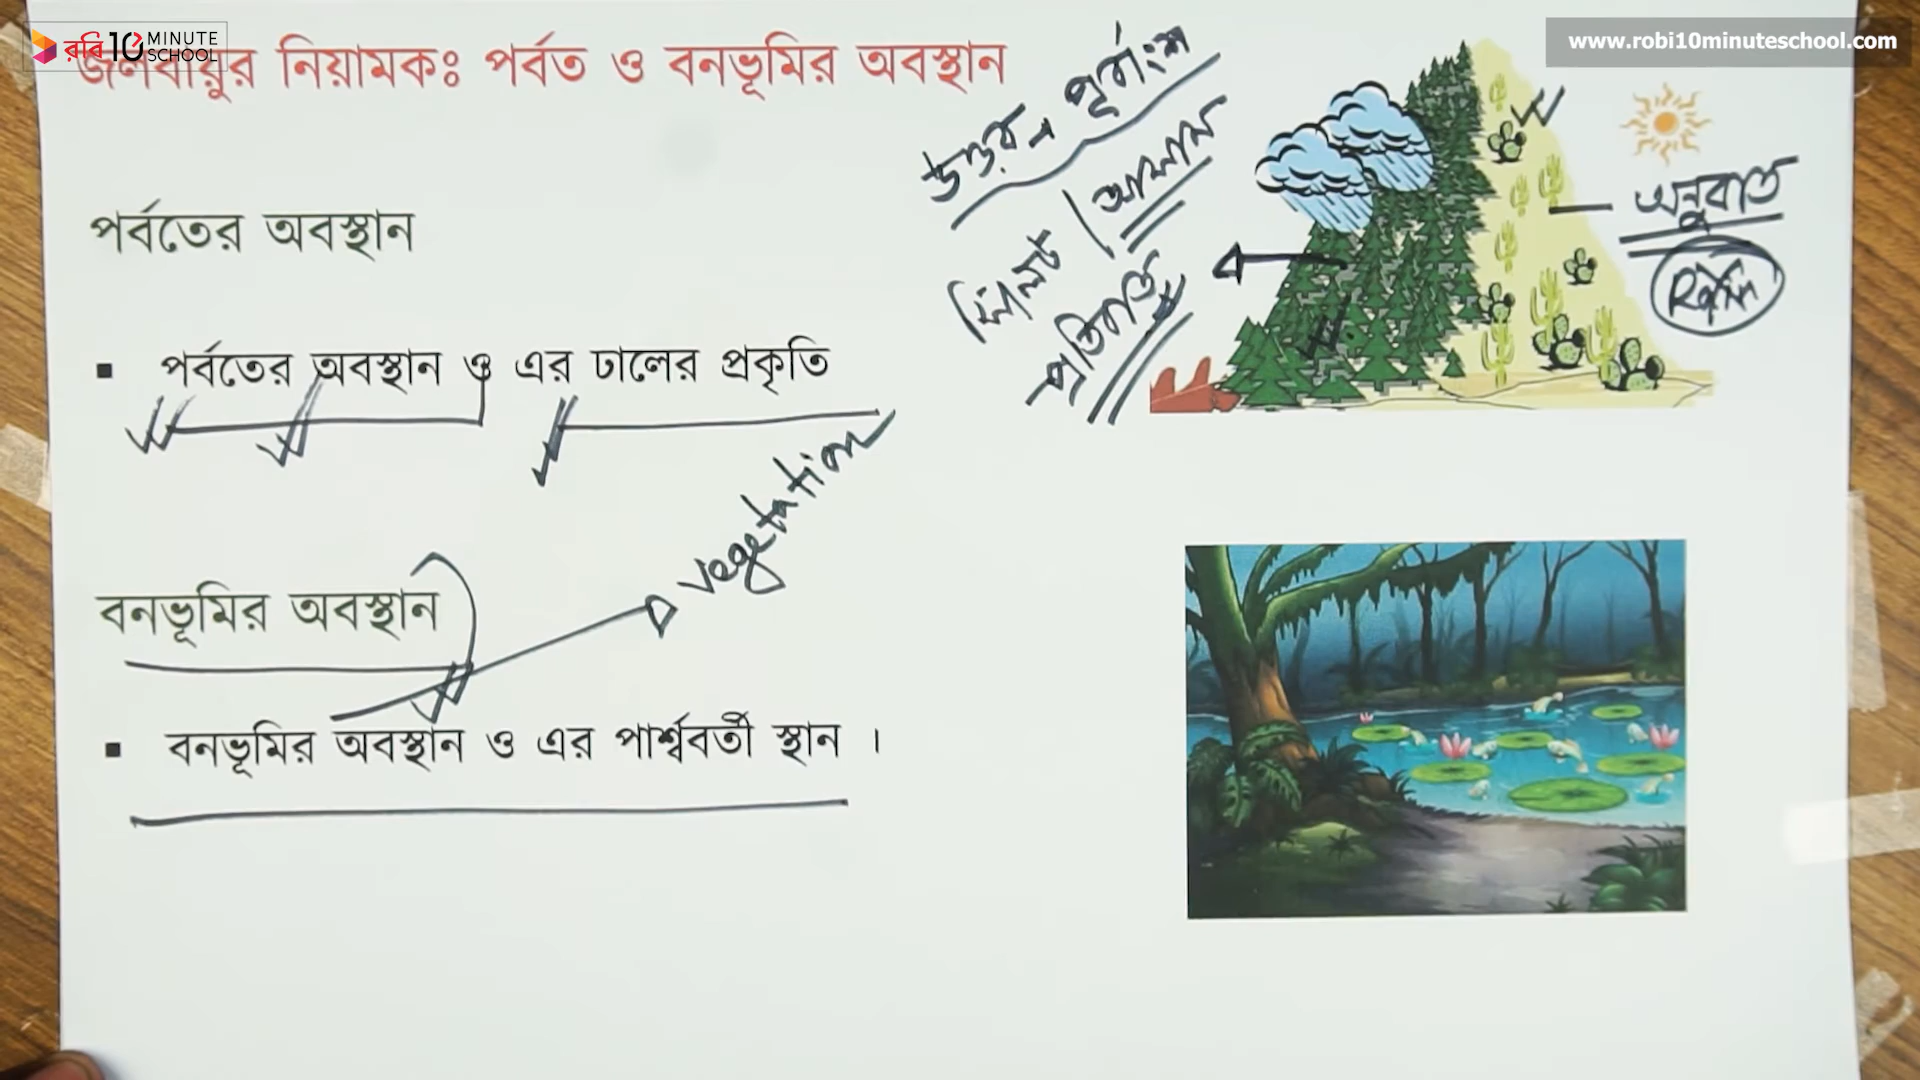 রবি 10 MINUTE SCHOOL
www.robi10minuteschool.com
জলবায়ুর নিয়ামকঃ পর্বত ও বনভূমির অবস্থান
উত্তর-পূর্বাংশ
সিলেট | আসাম
প্রতিবাত
অনুবাত
পর্বতের অবস্থান
▪ পর্বতের অবস্থান ও এর ঢালের প্রকৃতি
vegetation
বনভূমির অবস্থান
▪ বনভূমির অবস্থান ও এর পার্শ্ববর্তী স্থান ।